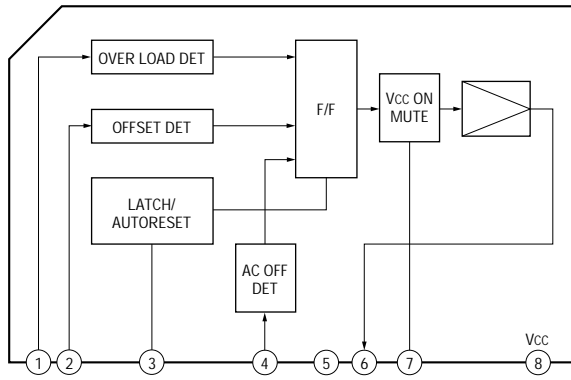 OVER LOAD DET
OFFSET DET
LATCH/
AUTORESET
F/F
VCC ON
MUTE
AC OFF
DET
VCC
1 2 3 4 5 6 7 8